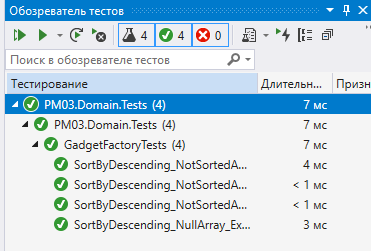 Обозреватель тестов
4 4 0
Поиск в обозревателе тестов
Тестирование Длительн... Призн
PM03.Domain.Tests (4) 7 мс
PM03.Domain.Tests (4) 7 мс
GadgetFactoryTests (4) 7 мс
SortByDescending_NotSortedA... 4 мс
SortByDescending_NotSortedA... < 1 мс
SortByDescending_NotSortedA... < 1 мс
SortByDescending_NullArray_Ex... 3 мс